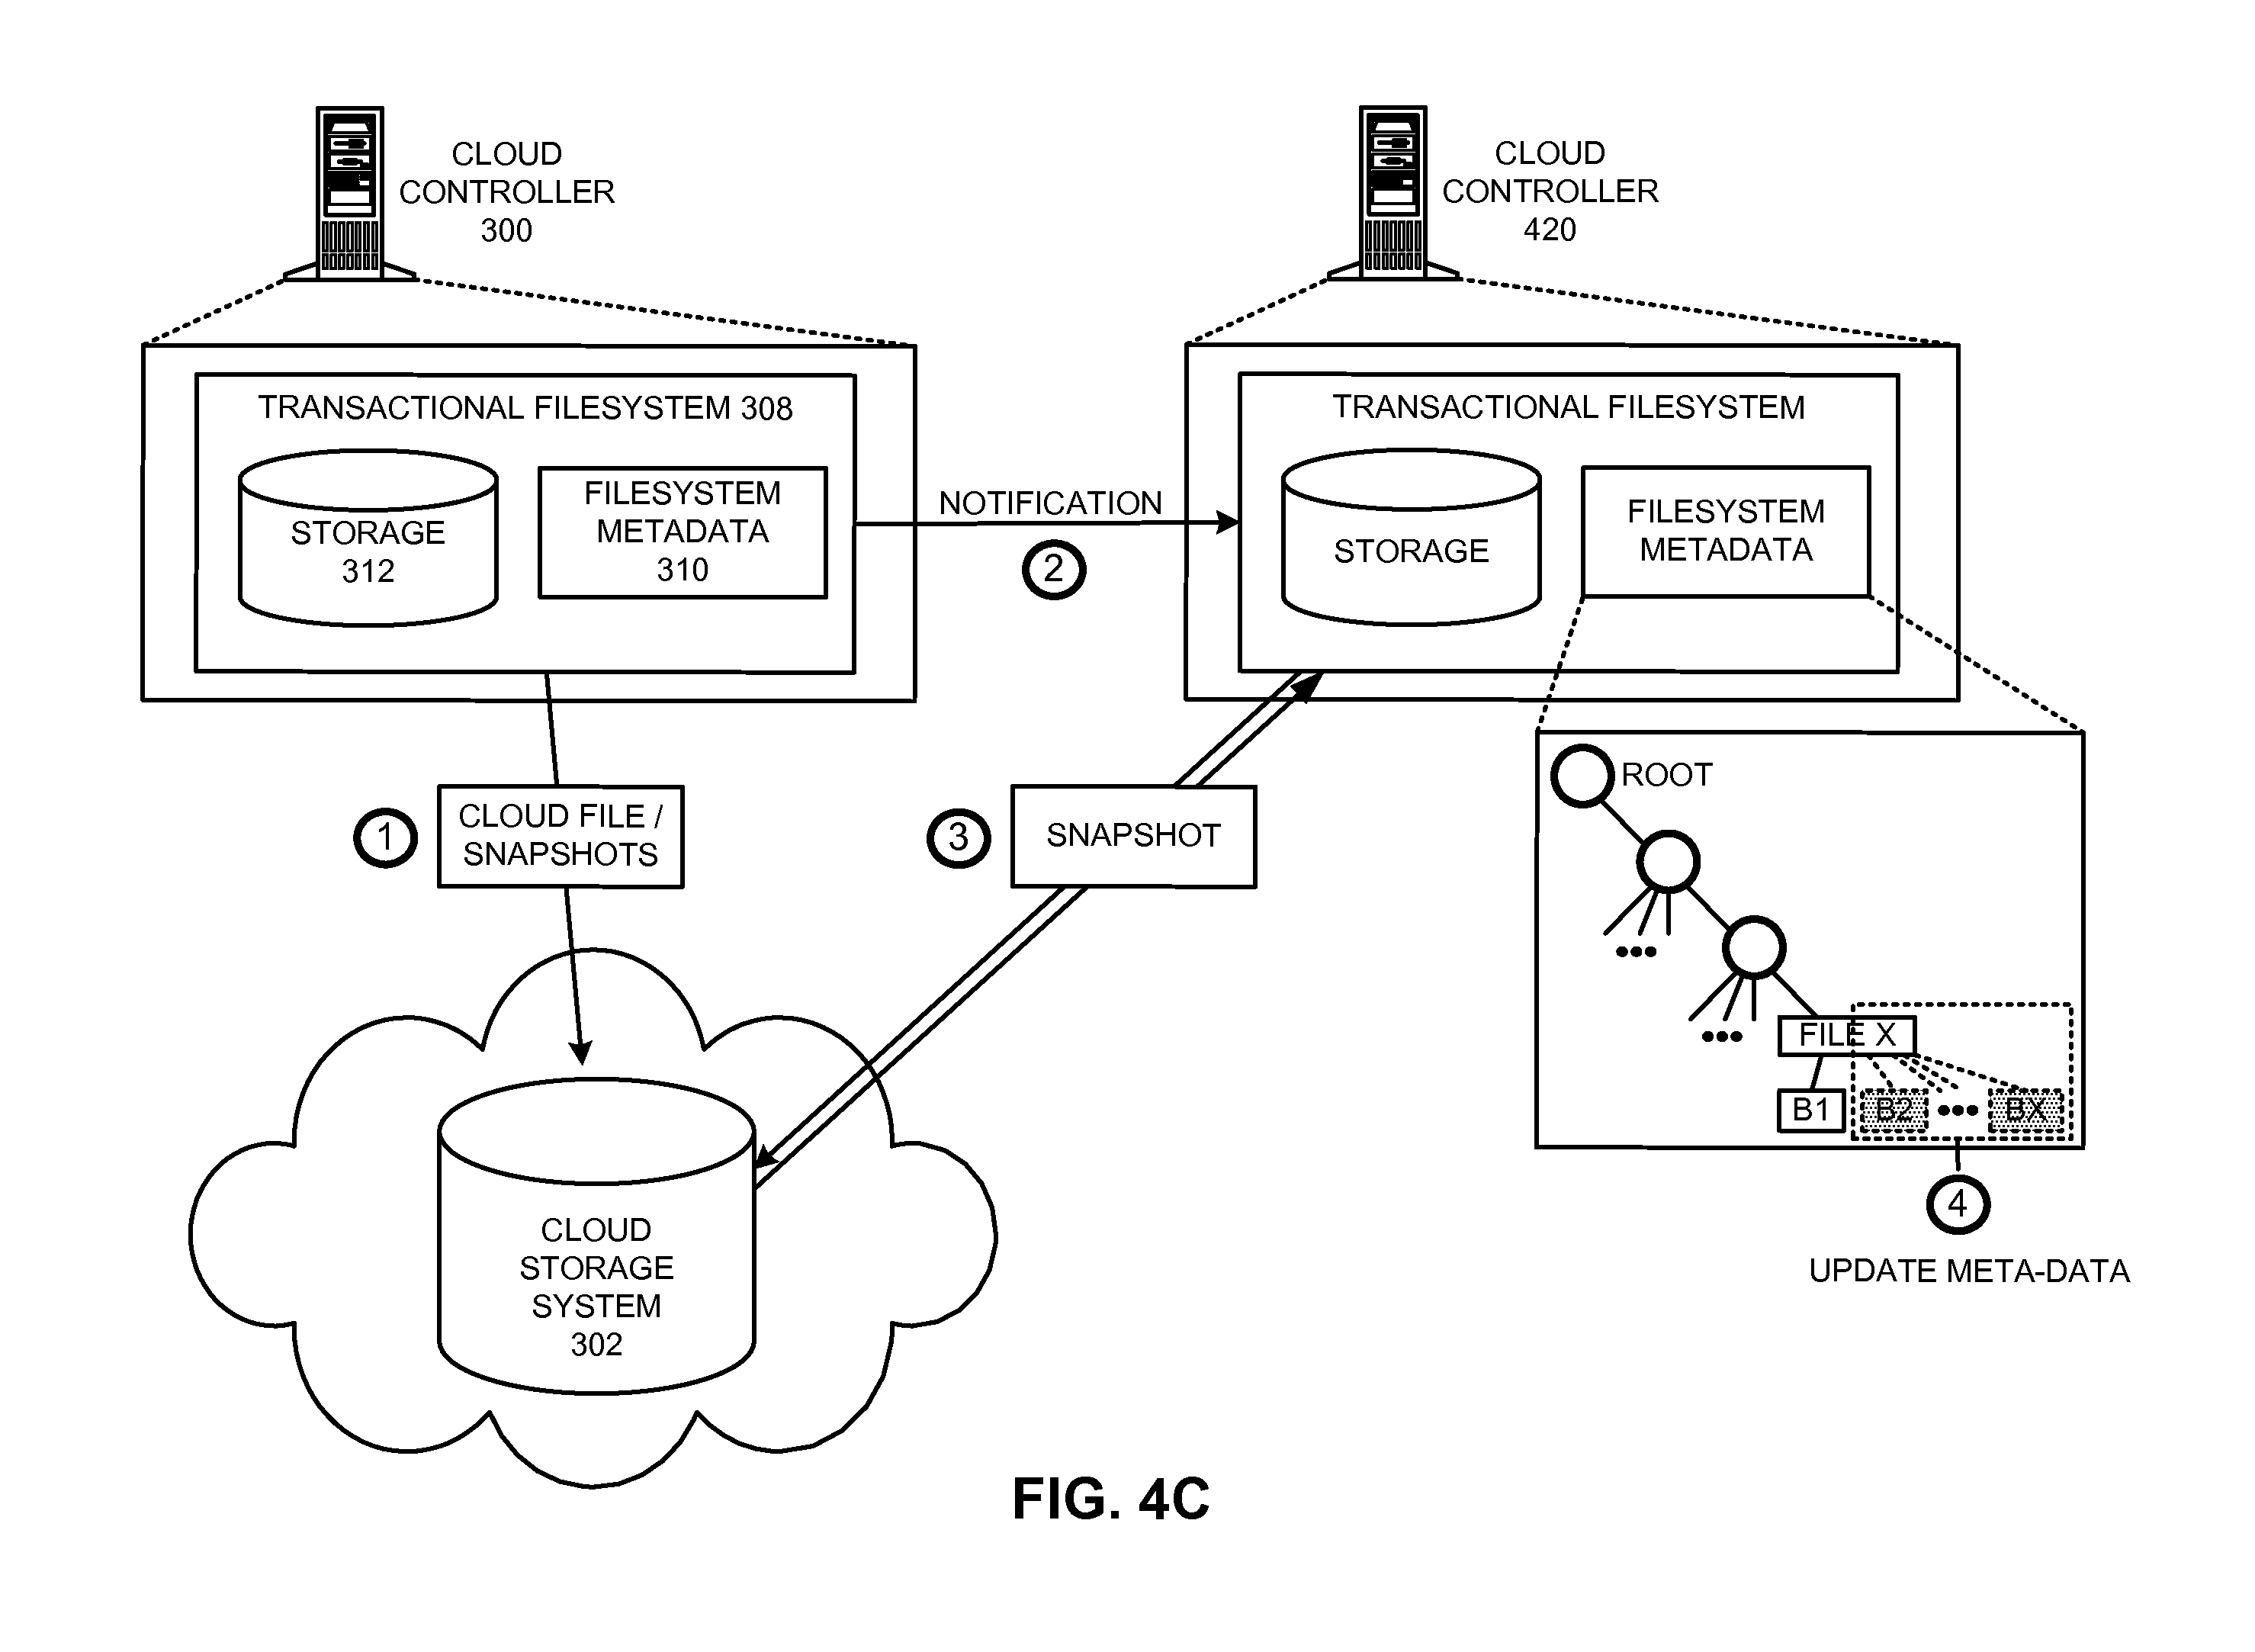 CLOUD
CONTROLLER
300
CLOUD
CONTROLLER
420
TRANSACTIONAL FILESYSTEM 308
STORAGE
312
FILESYSTEM
METADATA
310
NOTIFICATION
2
TRANSACTIONAL FILESYSTEM
STORAGE
FILESYSTEM
METADATA
1
CLOUD FILE /
SNAPSHOTS
3
SNAPSHOT
ROOT
FILE X
B1
B2
BX
4
UPDATE META-DATA
CLOUD
STORAGE
SYSTEM
302
FIG. 4C